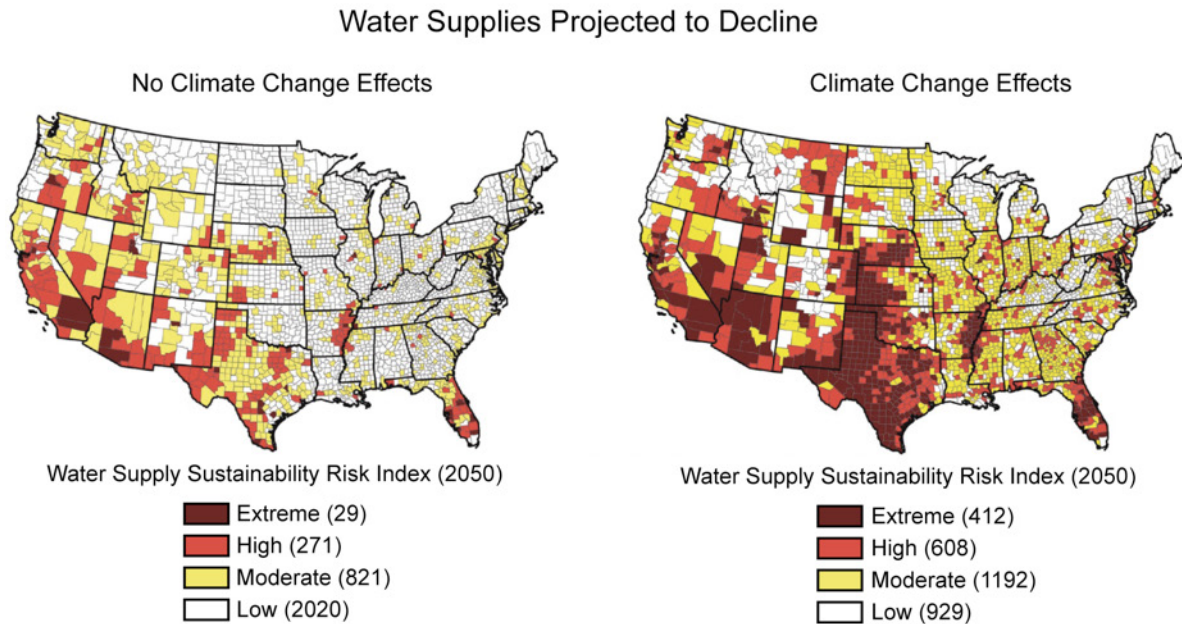 Water Supplies Projected to Decline
No Climate Change Effects
Climate Change Effects
Water Supply Sustainability Risk Index (2050)
Extreme (29)
High (271)
Moderate (821)
Low (2020)
Water Supply Sustainability Risk Index (2050)
Extreme (412)
High (608)
Moderate (1192)
Low (929)